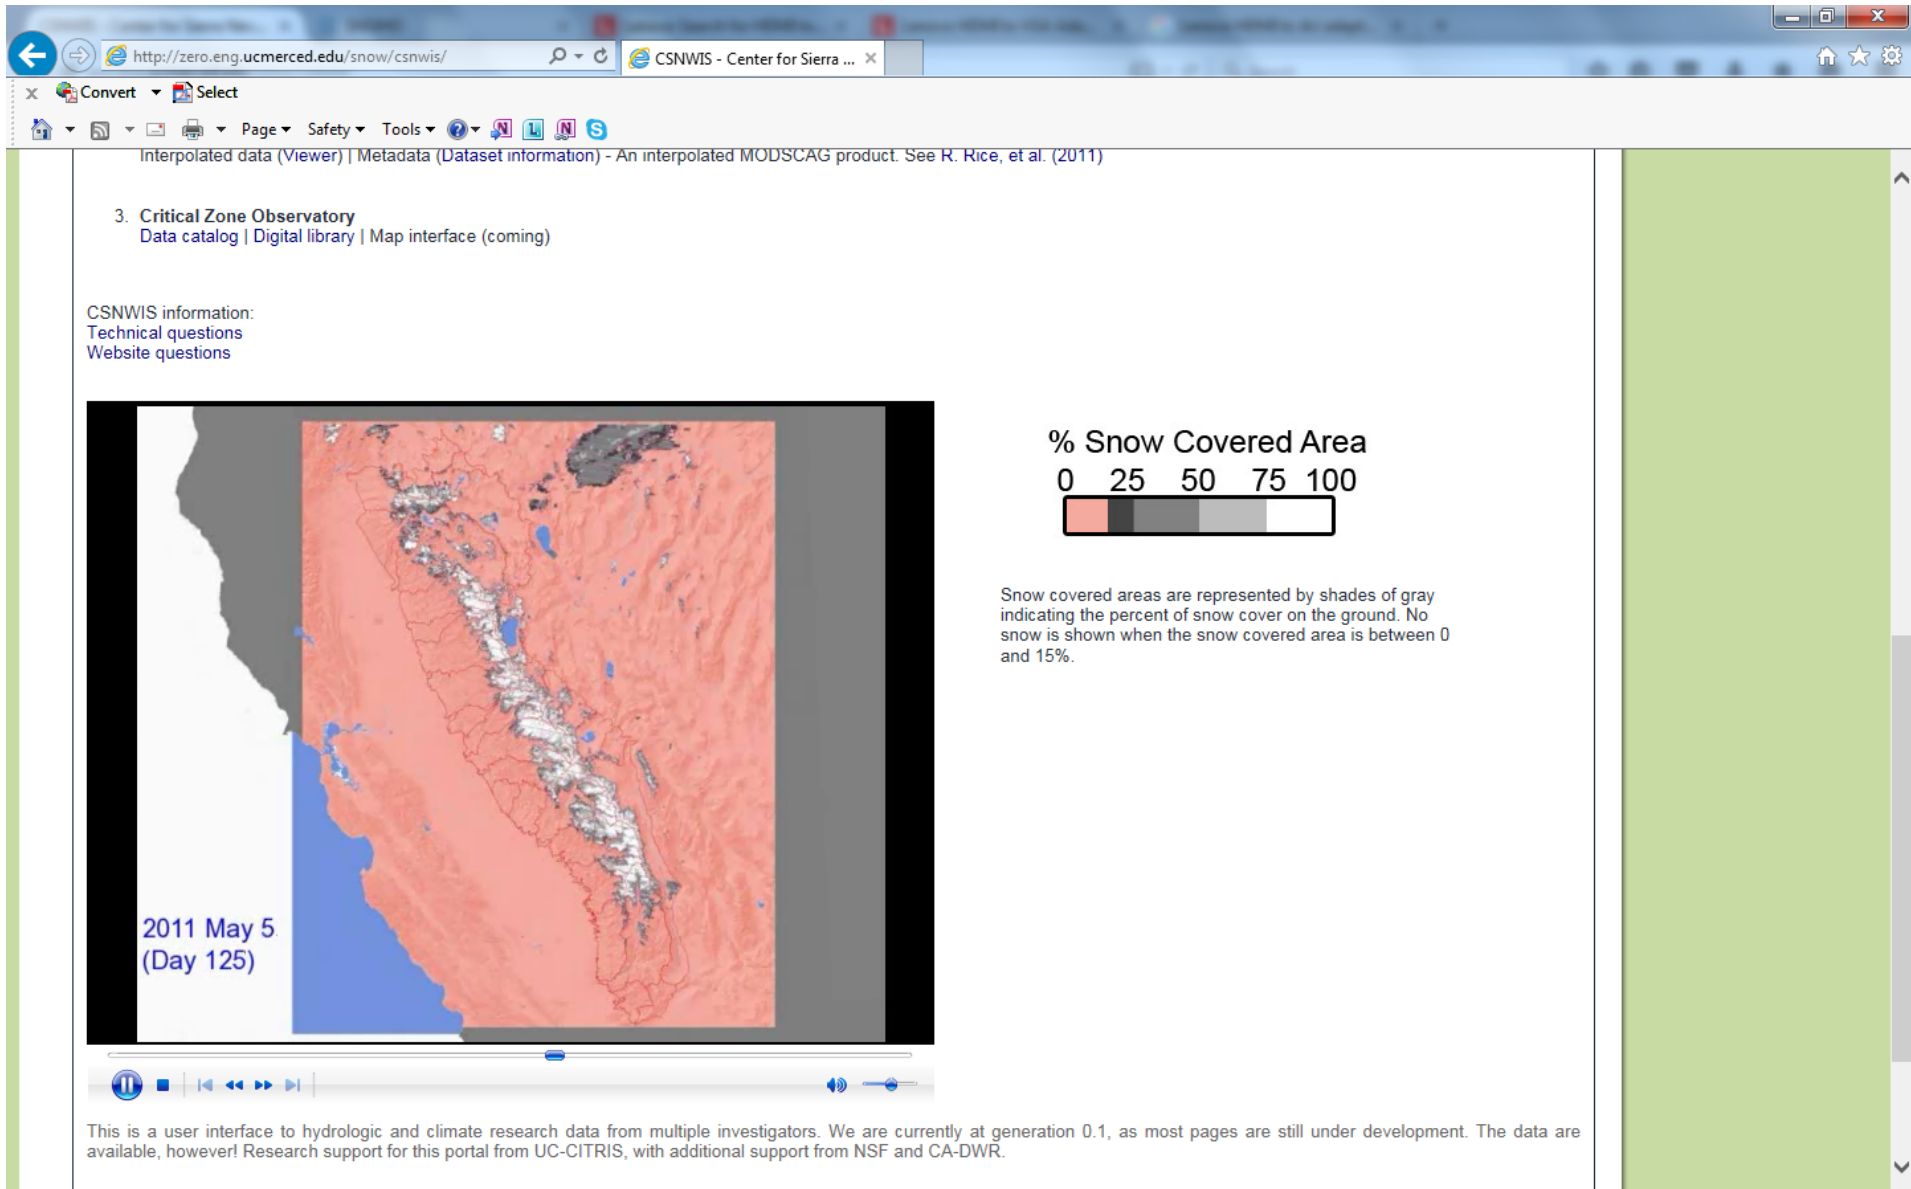 http://zero.eng.ucmerced.edu/snow/csnwis/
CSNWIS - Center for Sierra ...
Convert Select
Page Safety Tools
Interpolated data (Viewer) | Metadata (Dataset information) - An interpolated MODSCAG product. See R. Rice, et al. (2011)
3. Critical Zone Observatory
Data catalog | Digital library | Map interface (coming)
CSNWIS information:
Technical questions
Website questions
2011 May 5
(Day 125)
% Snow Covered Area
0 25 50 75 100
Snow covered areas are represented by shades of gray
indicating the percent of snow cover on the ground. No
snow is shown when the snow covered area is between 0
and 15%.
This is a user interface to hydrologic and climate research data from multiple investigators. We are currently at generation 0.1, as most pages are still under development. The data are
available, however! Research support for this portal from UC-CITRIS, with additional support from NSF and CA-DWR.